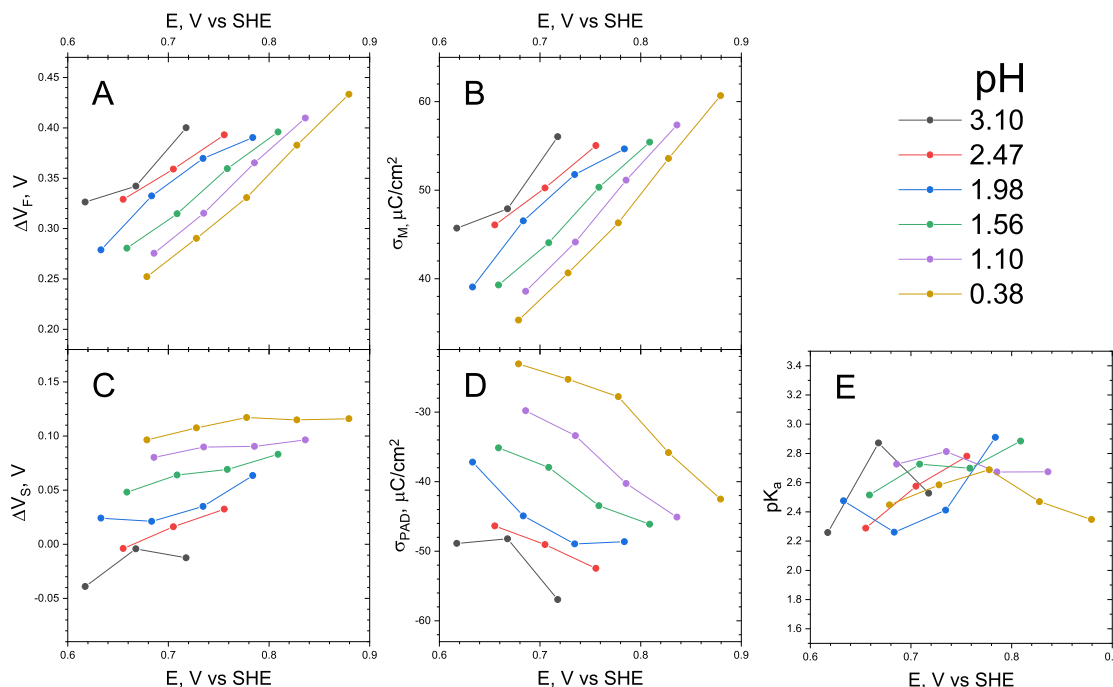 E, V vs SHE
E, V vs SHE
0.6 0.7 0.8 0.9
0.6 0.7 0.8 0.9
A
ΔV_F, V
0.45
0.40
0.35
0.30
0.25
0.20
B
σ_M, μC/cm²
60
50
40
pH
3.10
2.47
1.98
1.56
1.10
0.38
C
ΔV_S, V
0.15
0.10
0.05
0.00
-0.05
0.6 0.7 0.8 0.9
E, V vs SHE
D
σ_PAD, μC/cm²
-30
-40
-50
-60
0.6 0.7 0.8 0.9
E, V vs SHE
E
pK_a
3.4
3.2
3.0
2.8
2.6
2.4
2.2
2.0
1.8
1.6
0.6 0.7 0.8
E, V vs SHE